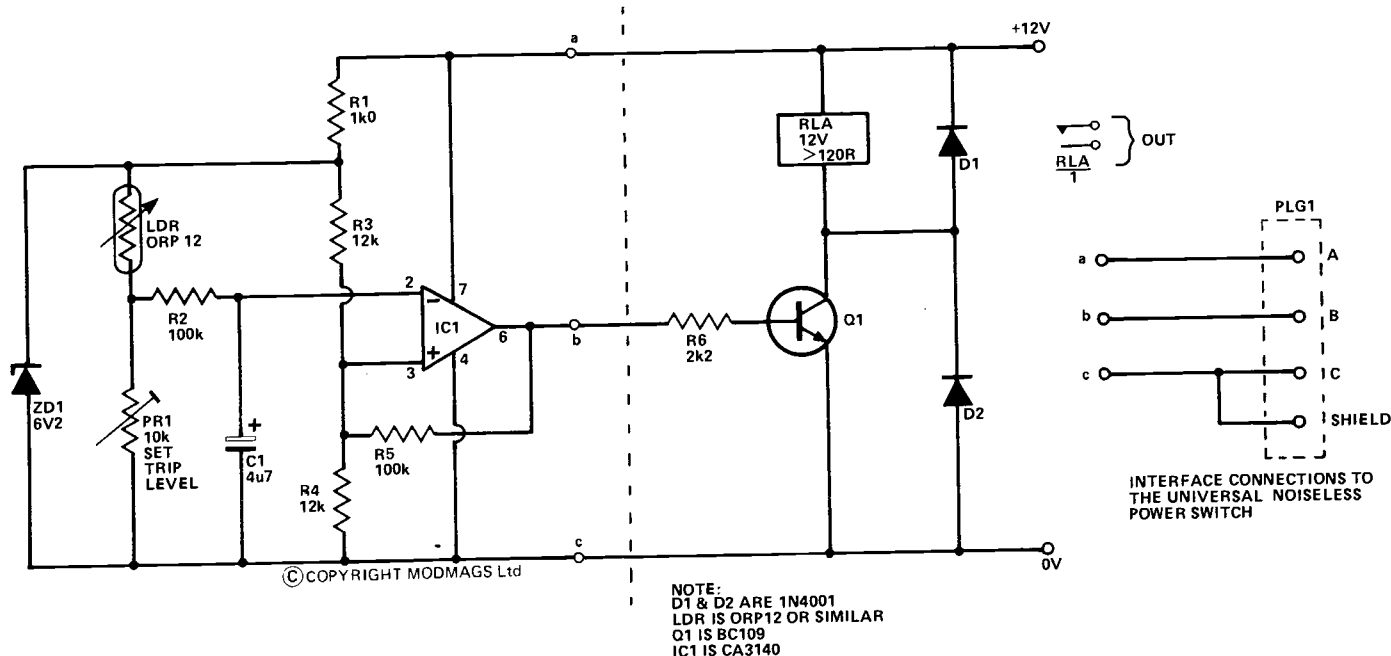 a
+12V
R1
1k0
RLA
12V
>120R
D1
RLA
1
OUT
LDR
ORP 12
R3
12k
PLG1
a
A
2
7
R2
100k
IC1
6
b
R6
2k2
Q1
b
B
+
3
4
c
C
ZD1
6V2
PR1
10k
SET
TRIP
LEVEL
+
C1
4u7
R5
100k
D2
SHIELD
R4
12k
INTERFACE CONNECTIONS TO
THE UNIVERSAL NOISELESS
POWER SWITCH
c
0V
©COPYRIGHT MODMAGS Ltd
NOTE:
D1 & D2 ARE 1N4001
LDR IS ORP12 OR SIMILAR
Q1 IS BC109
IC1 IS CA3140